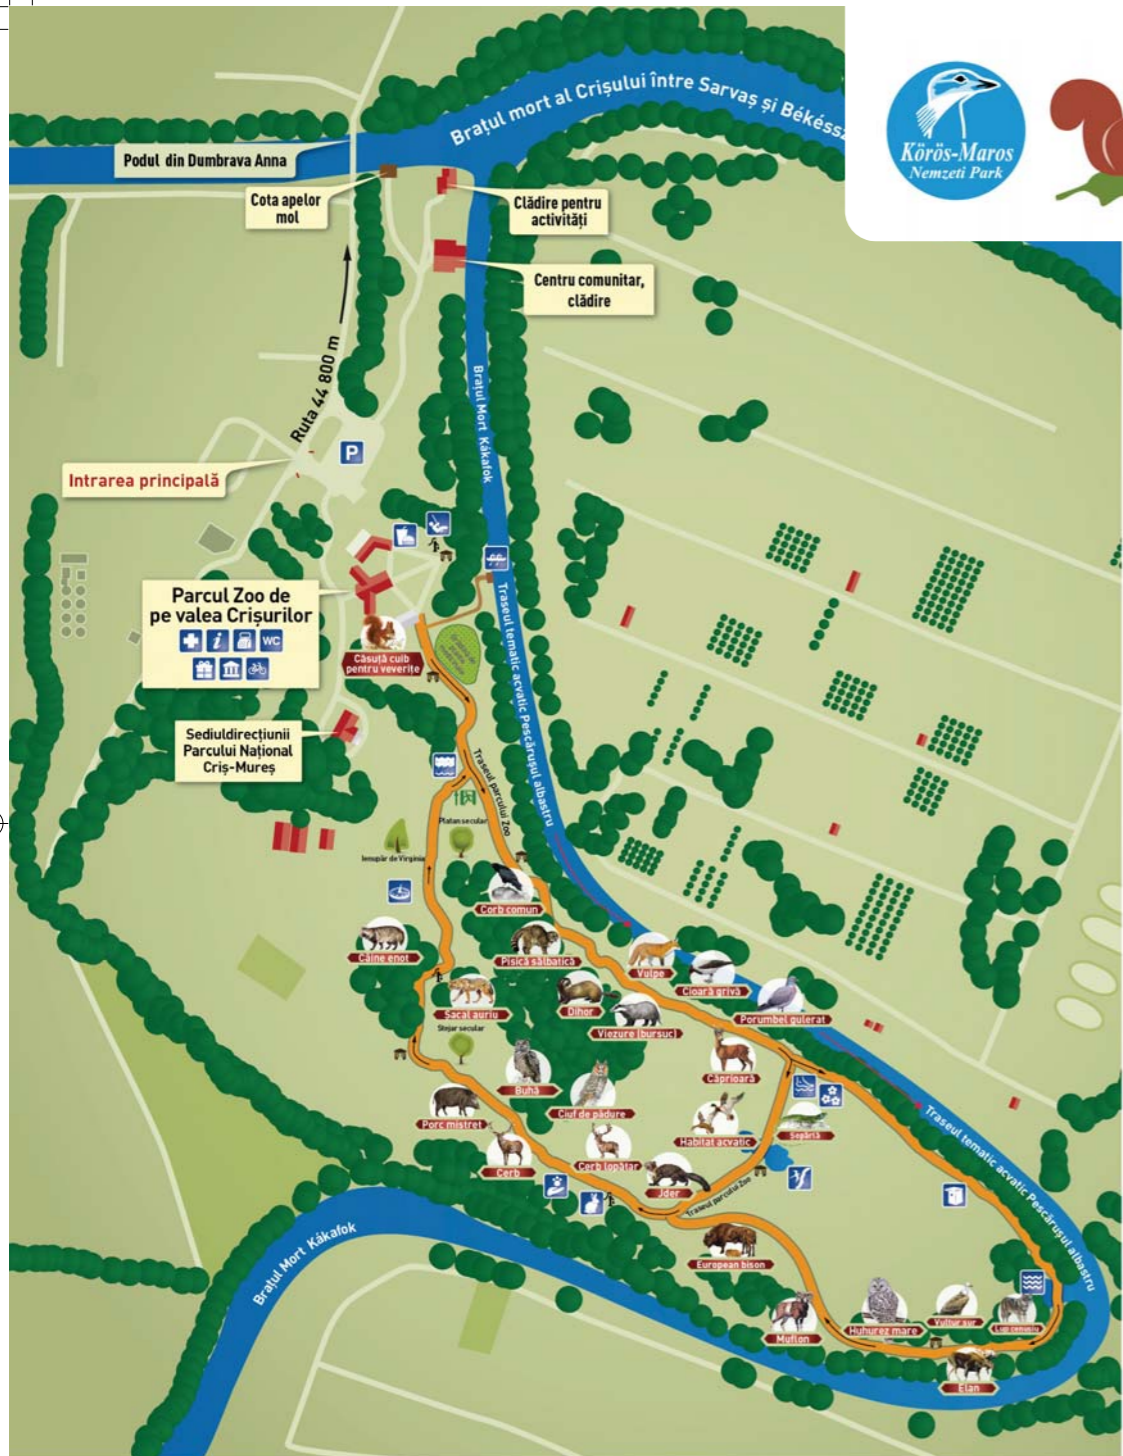 Brațul mort al Crișului între Sarvaș și Békéssz
Körös-Maros
Nemzeti Park
Podul din Dumbrava Anna
Cota apelor
mol
Clădire pentru
activități
Centru comunitar,
clădire
Ruta 44 800 m
Brațul Mort Kákafok
P
Intrarea principală
Parcul Zoo de
pe valea Crișurilor
i
WC
Căsuță cuib
pentru veverițe
Traseul tematic acvatic Pescărușul albastru
Sediuldirecțiunii
Parcului Național
Criș-Mureș
Traseul parcului Zoo
Platan secular
Ienupăr de Virginia
Corb comun
Câine enot
Pisică sălbatică
Vulpe
Cioară grivă
Șacal auriu
Dihor
Viezure (bursuc)
Porumbel gulerat
Stejar secular
Căprioară
Buhă
Ciuf de pădure
Porc mistreț
Habitat acvatic
Șopârlă
Cerb
Cerb lopătar
Jder
Traseul parcului Zoo
Traseul tematic acvatic Pescărușul albastru
Brațul Mort Kákafok
European bison
Muflon
Huhurez mare
Vultur sur
Lup cenușiu
Elan